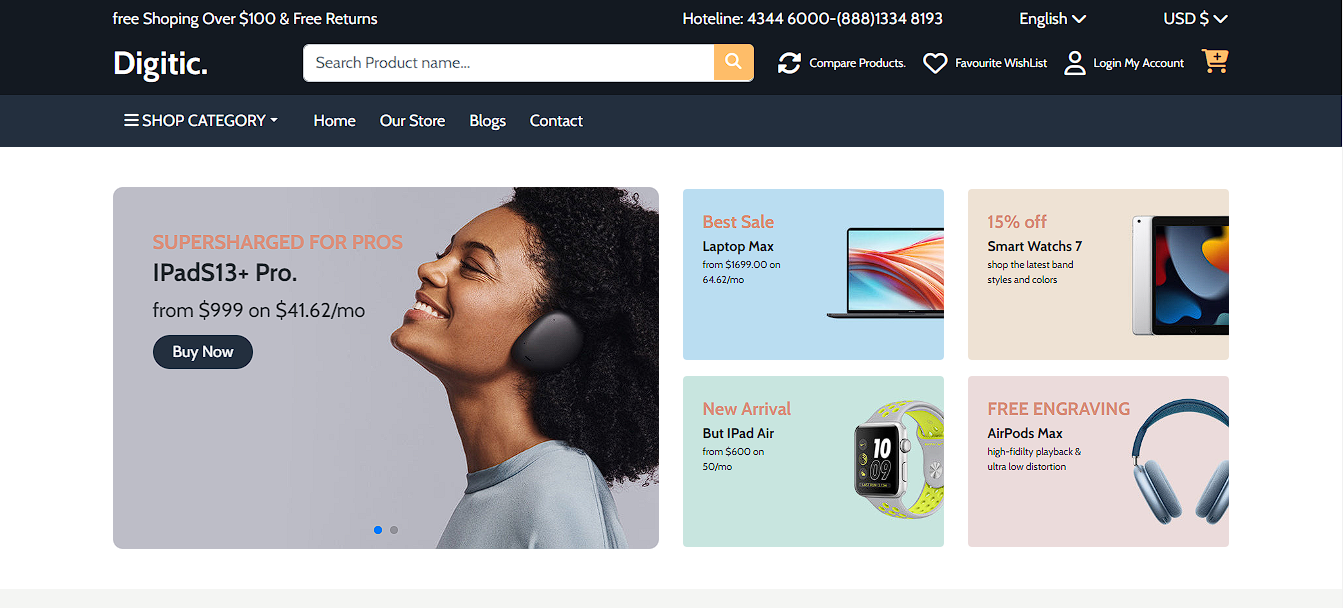 free Shoping Over $100 & Free Returns
Hoteline: 4344 6000-(888)1334 8193
English
USD $
Digitic.
Search Product name...
Compare Products.
Favourite WishList
Login My Account
SHOP CATEGORY
Home
Our Store
Blogs
Contact
SUPERSHARGED FOR PROS
IPadS13+ Pro.
from $999 on $41.62/mo
Buy Now
Best Sale
Laptop Max
from $1699.00 on
64.62/mo
15% off
Smart Watchs 7
shop the latest band
styles and colors
New Arrival
But IPad Air
from $600 on
50/mo
10
09
FREE ENGRAVING
AirPods Max
high-fidilty playback &
ultra low distortion